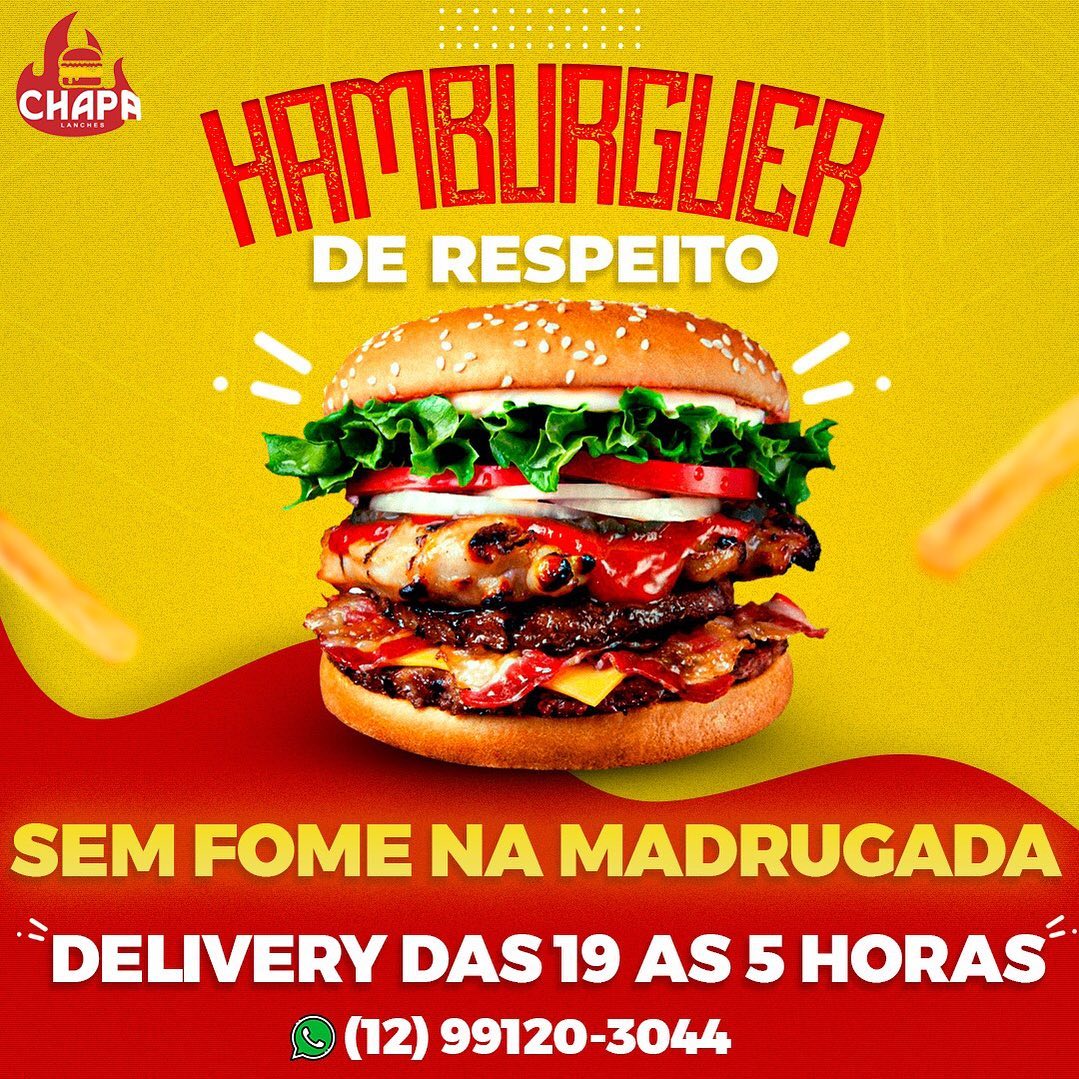 CHAPA
LANCHES
HAMBURGUER
DE RESPEITO
SEM FOME NA MADRUGADA
DELIVERY DAS 19 AS 5 HORAS
(12) 99120-3044